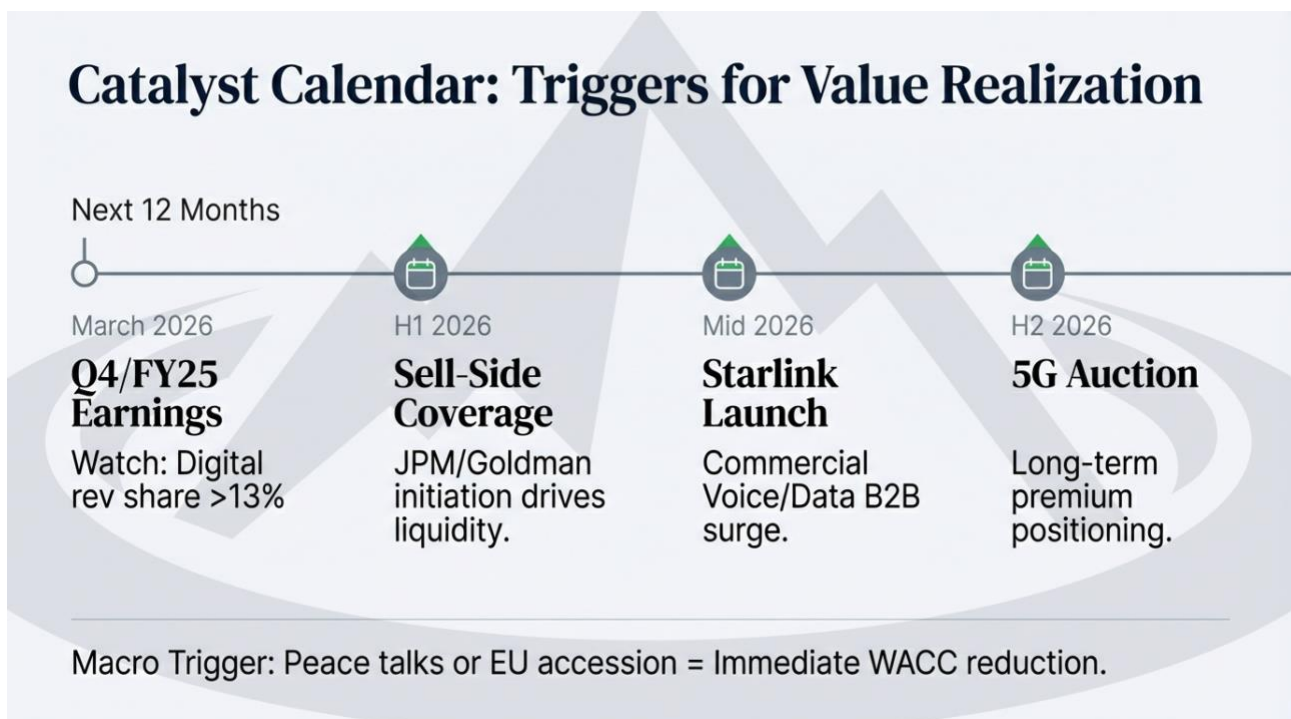 Catalyst Calendar: Triggers for Value Realization
Next 12 Months
March 2026
Q4/FY25
Earnings
Watch: Digital
rev share >13%
H1 2026
Sell-Side
Coverage
JPM/Goldman
initiation drives
liquidity.
Mid 2026
Starlink
Launch
Commercial
Voice/Data B2B
surge.
H2 2026
5G Auction
Long-term
premium
positioning.
Macro Trigger: Peace talks or EU accession = Immediate WACC reduction.